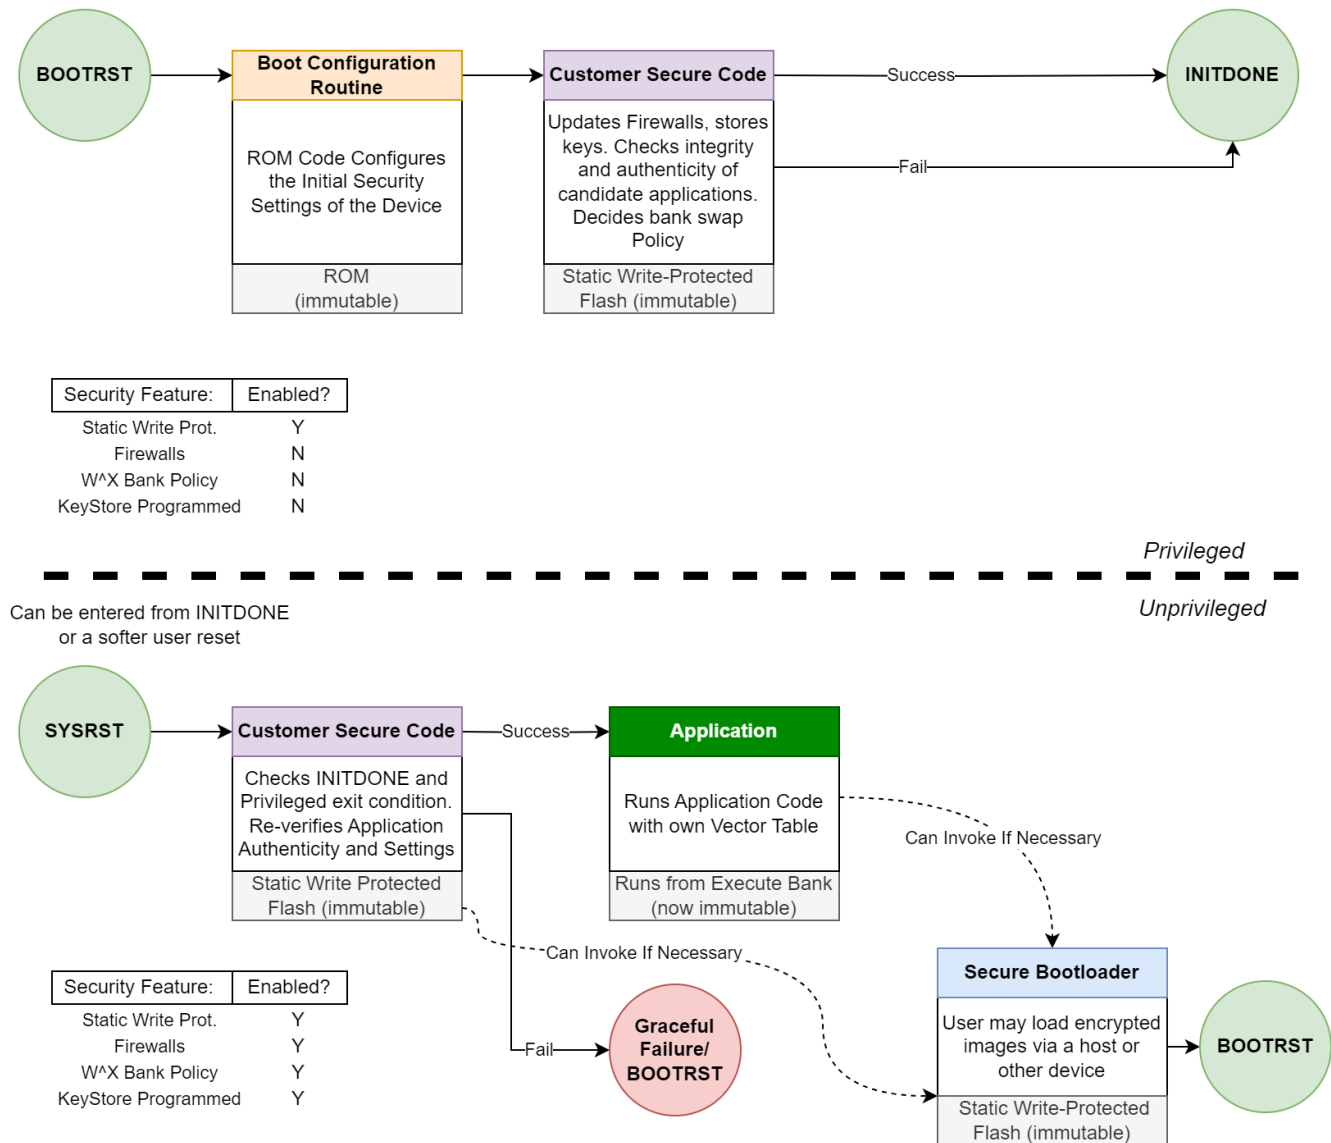 BOOTRST
Boot Configuration
Routine
ROM Code Configures
the Initial Security
Settings of the Device
ROM
(immutable)
Customer Secure Code
Updates Firewalls, stores
keys. Checks integrity
and authenticity of
candidate applications.
Decides bank swap
Policy
Static Write-Protected
Flash (immutable)
Success
Fail
INITDONE
Security Feature: Enabled?
Static Write Prot. Y
Firewalls N
W^X Bank Policy N
KeyStore Programmed N
Privileged
Unprivileged
Can be entered from INITDONE
or a softer user reset
SYSRST
Customer Secure Code
Checks INITDONE and
Privileged exit condition.
Re-verifies Application
Authenticity and Settings
Static Write Protected
Flash (immutable)
Success
Application
Runs Application Code
with own Vector Table
Runs from Execute Bank
(now immutable)
Can Invoke If Necessary
Can Invoke If Necessary
Fail
Graceful
Failure/
BOOTRST
Secure Bootloader
User may load encrypted
images via a host or
other device
Static Write-Protected
Flash (immutable)
BOOTRST
Security Feature: Enabled?
Static Write Prot. Y
Firewalls Y
W^X Bank Policy Y
KeyStore Programmed Y